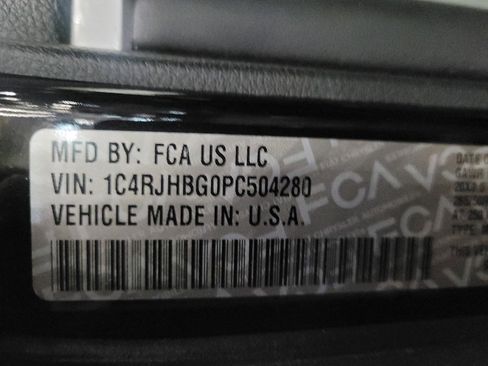 MFD BY: FCA US LLC
VIN: 1C4RJHBG0PC504280
VEHICLE MADE IN: U.S.A.